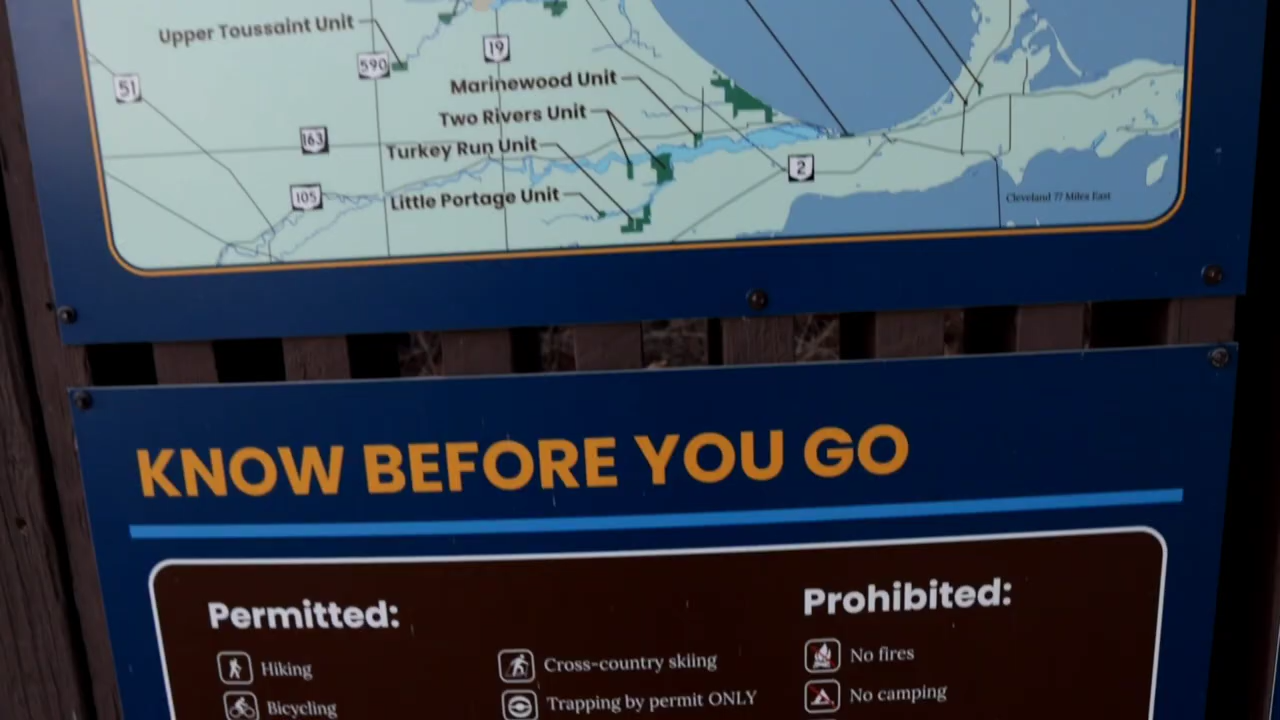 Upper Toussaint Unit
590
19
51
Marinewood Unit
Two Rivers Unit
163
Turkey Run Unit
2
105
Little Portage Unit
Cleveland 77 Miles East
KNOW BEFORE YOU GO
Permitted:
Hiking
Bicycling
Cross-country skiing
Trapping by permit ONLY
Prohibited:
No fires
No camping